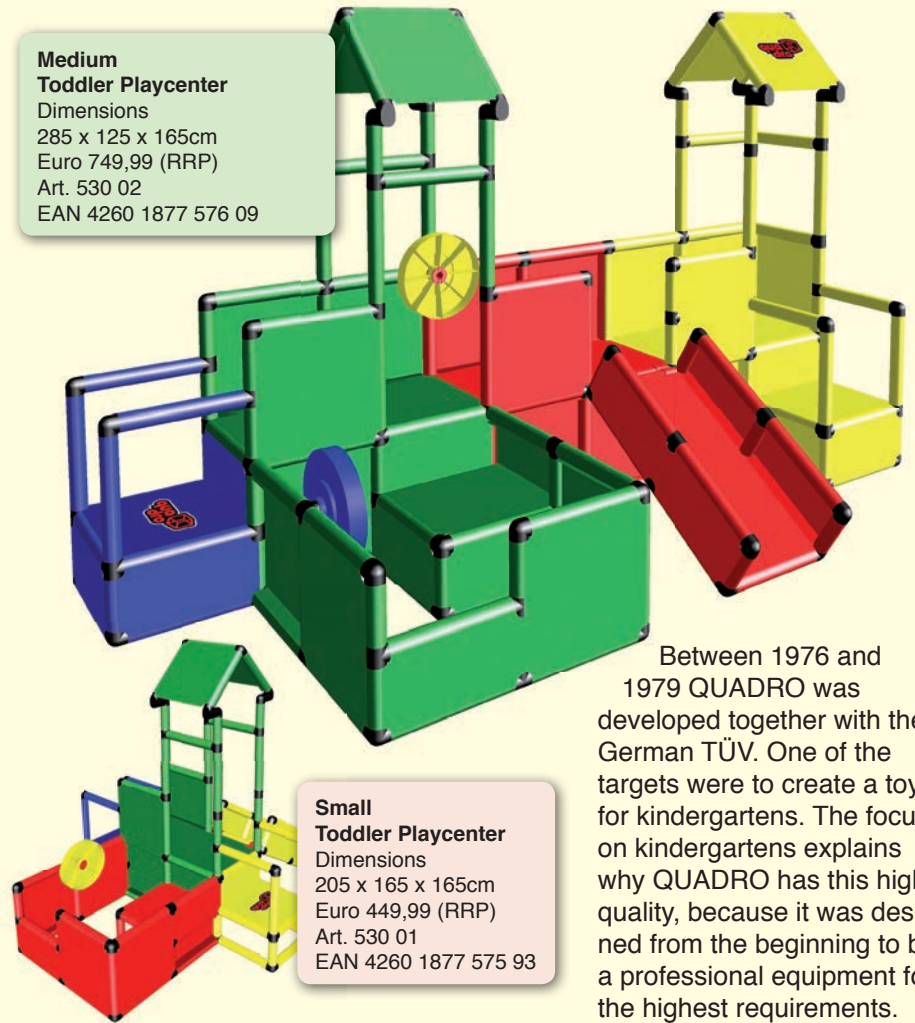 Medium
Toddler Playcenter
Dimensions
285 x 125 x 165cm
Euro 749,99 (RRP)
Art. 530 02
EAN 4260 1877 576 09
Small
Toddler Playcenter
Dimensions
205 x 165 x 165cm
Euro 449,99 (RRP)
Art. 530 01
EAN 4260 1877 575 93
Between 1976 and
1979 QUADRO was
developed together with the
German TÜV. One of the
targets were to create a toy
for kindergartens. The focu
on kindergartens explains
why QUADRO has this high
quality, because it was des
ned from the beginning to b
a professional equipment fo
the highest requirements.